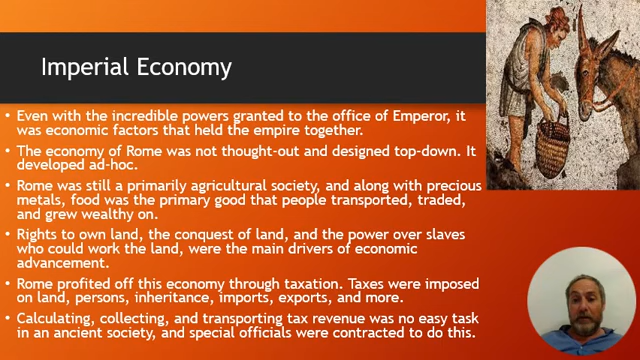 Imperial Economy
• Even with the incredible powers granted to the office of Emperor, it
was economic factors that held the empire together.
• The economy of Rome was not thought-out and designed top-down. It
developed ad-hoc.
• Rome was still a primarily agricultural society, and along with precious
metals, food was the primary good that people transported, traded,
and grew wealthy on.
• Rights to own land, the conquest of land, and the power over slaves
who could work the land, were the main drivers of economic
advancement.
• Rome profited off this economy through taxation. Taxes were imposed
on land, persons, inheritance, imports, exports, and more.
• Calculating, collecting, and transporting tax revenue was no easy task
in an ancient society, and special officials were contracted to do this.